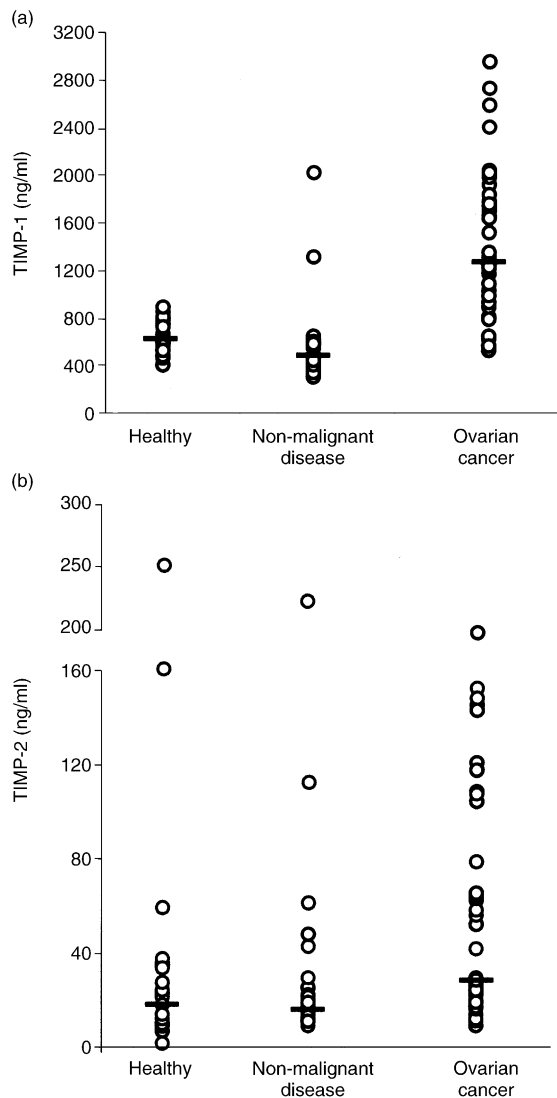 (a)
3200
2800
2400
2000
1600
1200
800
400
0
TIMP-1 (ng/ml)
Healthy
Non-malignant
disease
Ovarian
cancer
(b)
300
250
200
160
120
80
40
0
TIMP-2 (ng/ml)
Healthy
Non-malignant
disease
Ovarian
cancer